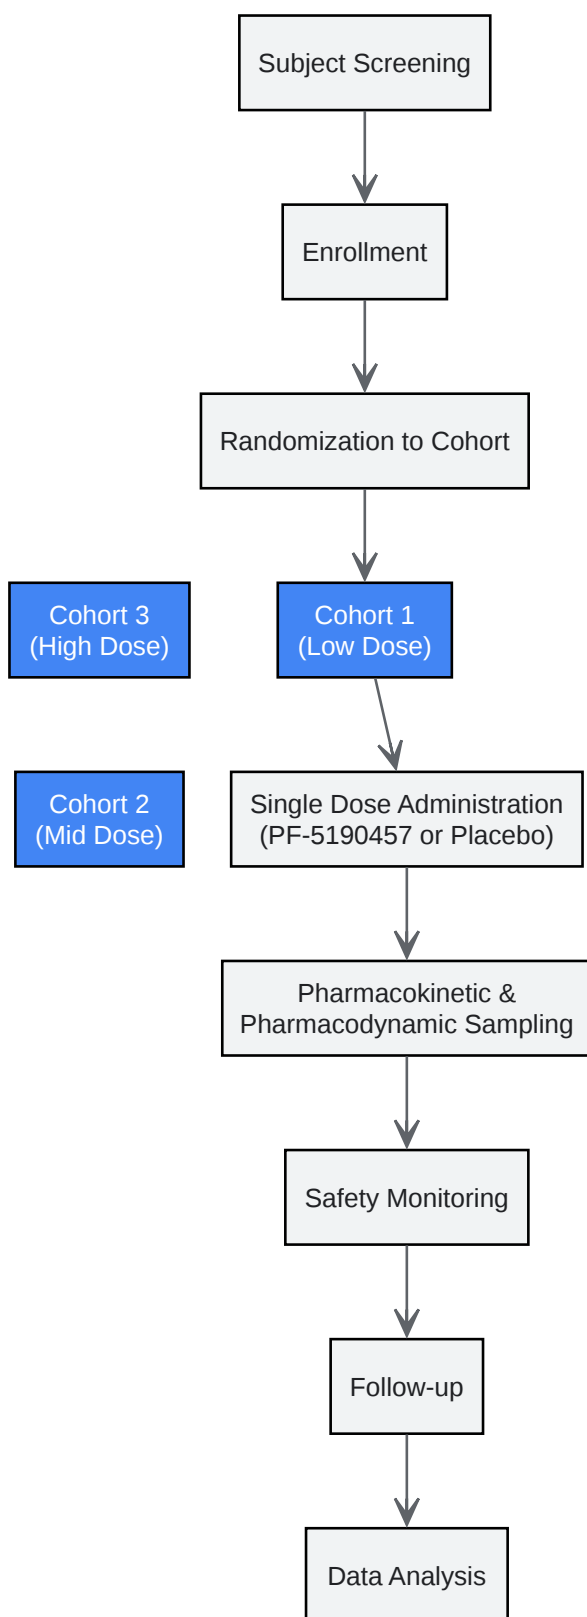 Subject Screening
Enrollment
Randomization to Cohort
Cohort 3
(High Dose)
Cohort 1
(Low Dose)
Cohort 2
(Mid Dose)
Single Dose Administration
(PF-5190457 or Placebo)
Pharmacokinetic &
Pharmacodynamic Sampling
Safety Monitoring
Follow-up
Data Analysis